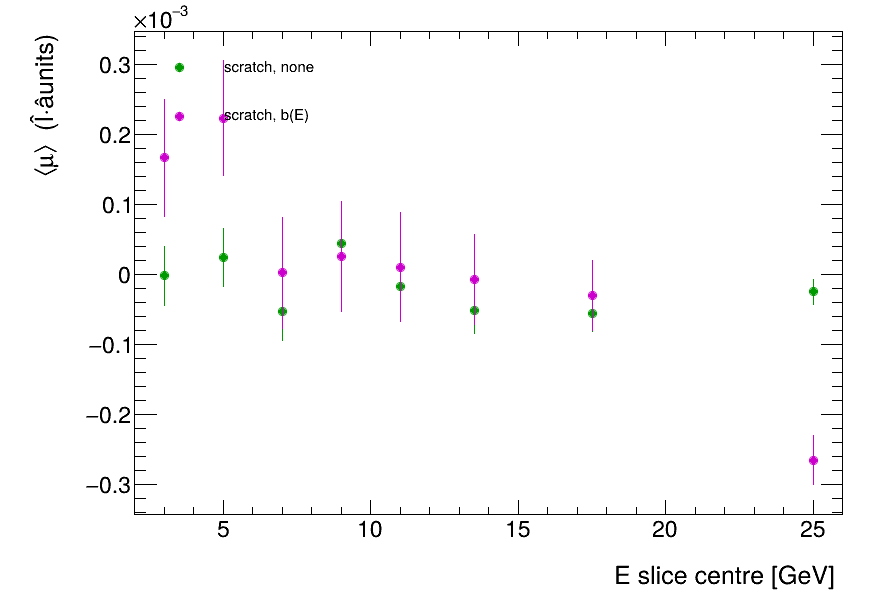 ×10⁻³
⟨μ⟩ (Î·âunits)
0.3
scratch, none
0.2
scratch, b(E)
0.1
0
−0.1
−0.2
−0.3
5 10 15 20 25
E slice centre [GeV]